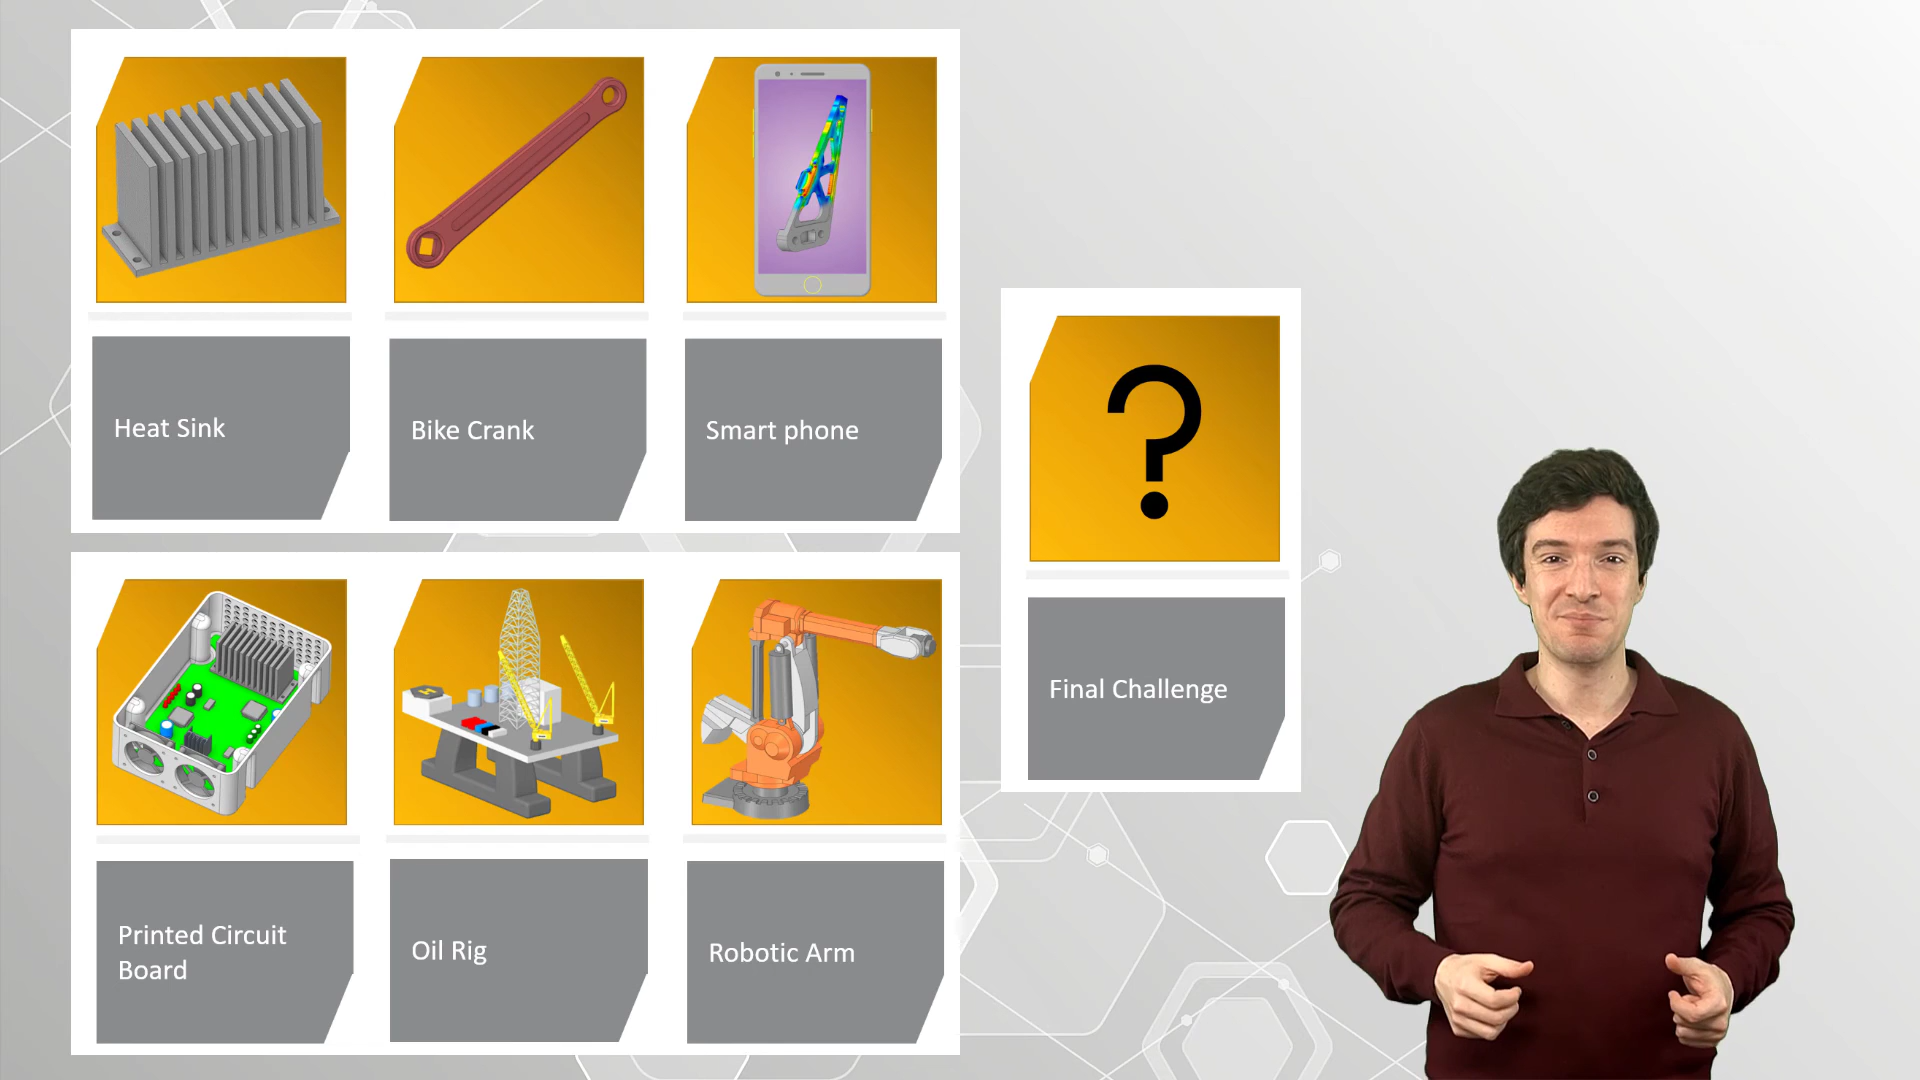 Heat Sink
Bike Crank
Smart phone
Printed Circuit
Board
Oil Rig
Robotic Arm
?
Final Challenge